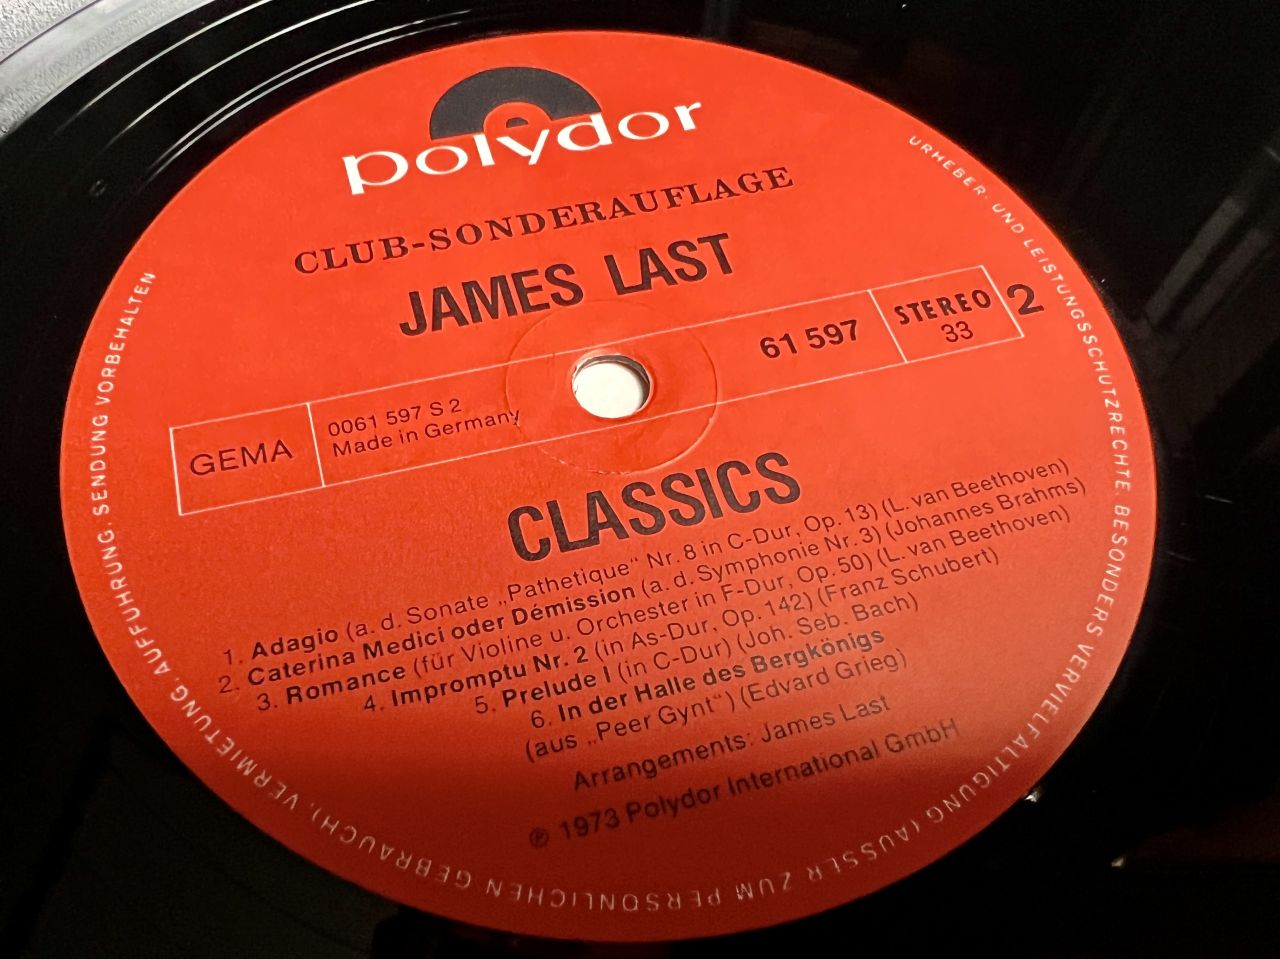 polydor
CLUB-SONDERAUFLAGE
JAMES LAST
GEMA
0061 597 S 2
Made in Germany
61 597
STEREO
33
2
CLASSICS
1. Adagio (a. d. Sonate „Pathetique“ Nr. 8 in C-Dur, Op. 13) (L. van Beethoven)
2. Caterina Medici oder Démission (a. d. Symphonie Nr. 3) (Johannes Brahms)
3. Romance (für Violine u. Orchester in F-Dur, Op. 50) (L. van Beethoven)
4. Impromptu Nr. 2 (in As-Dur, Op. 142) (Franz Schubert)
5. Prelude I (in C-Dur) (Joh. Seb. Bach)
6. In der Halle des Bergkönigs
(aus „Peer Gynt“) (Edvard Grieg)
Arrangements: James Last
℗ 1973 Polydor International GmbH
URHEBER- UND LEISTUNGSSCHUTZRECHTE, BESONDERS VERVIELFÄLTIGUNG (AUSSER ZUM PERSÖNLICHEN GEBRAUCH), VERMIETUNG, AUFFÜHRUNG, SENDUNG VORBEHALTEN